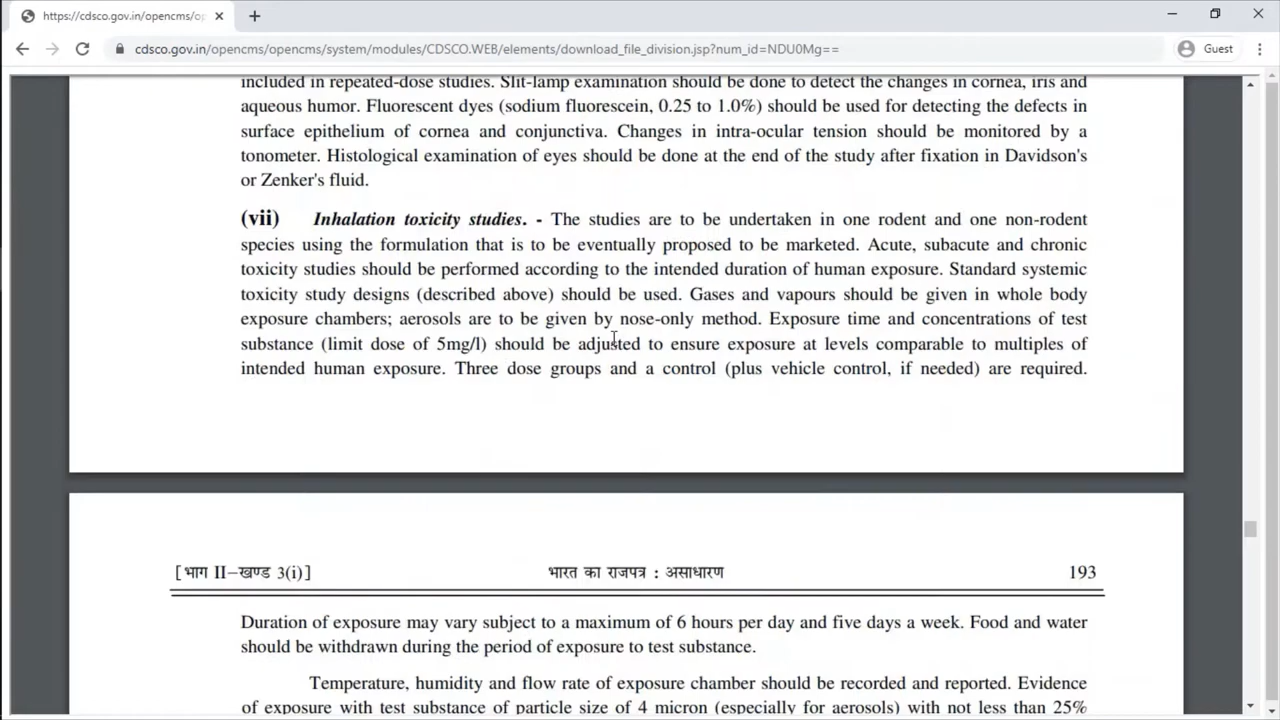 https://cdsco.gov.in/opencms/op
cdsco.gov.in/opencms/opencms/system/modules/CDSCO.WEB/elements/download_file_division.jsp?num_id=NDU0Mg==
Guest
included in repeated-dose studies. Slit-lamp examination should be done to detect the changes in cornea, iris and
aqueous humor. Fluorescent dyes (sodium fluorescein, 0.25 to 1.0%) should be used for detecting the defects in
surface epithelium of cornea and conjunctiva. Changes in intra-ocular tension should be monitored by a
tonometer. Histological examination of eyes should be done at the end of the study after fixation in Davidson's
or Zenker's fluid.
(vii) Inhalation toxicity studies. - The studies are to be undertaken in one rodent and one non-rodent
species using the formulation that is to be eventually proposed to be marketed. Acute, subacute and chronic
toxicity studies should be performed according to the intended duration of human exposure. Standard systemic
toxicity study designs (described above) should be used. Gases and vapours should be given in whole body
exposure chambers; aerosols are to be given by nose-only method. Exposure time and concentrations of test
substance (limit dose of 5mg/l) should be adjusted to ensure exposure at levels comparable to multiples of
intended human exposure. Three dose groups and a control (plus vehicle control, if needed) are required.
[भाग II–खण्ड 3(i)] भारत का राजपत्र : असाधारण 193
Duration of exposure may vary subject to a maximum of 6 hours per day and five days a week. Food and water
should be withdrawn during the period of exposure to test substance.
Temperature, humidity and flow rate of exposure chamber should be recorded and reported. Evidence
of exposure with test substance of particle size of 4 micron (especially for aerosols) with not less than 25%